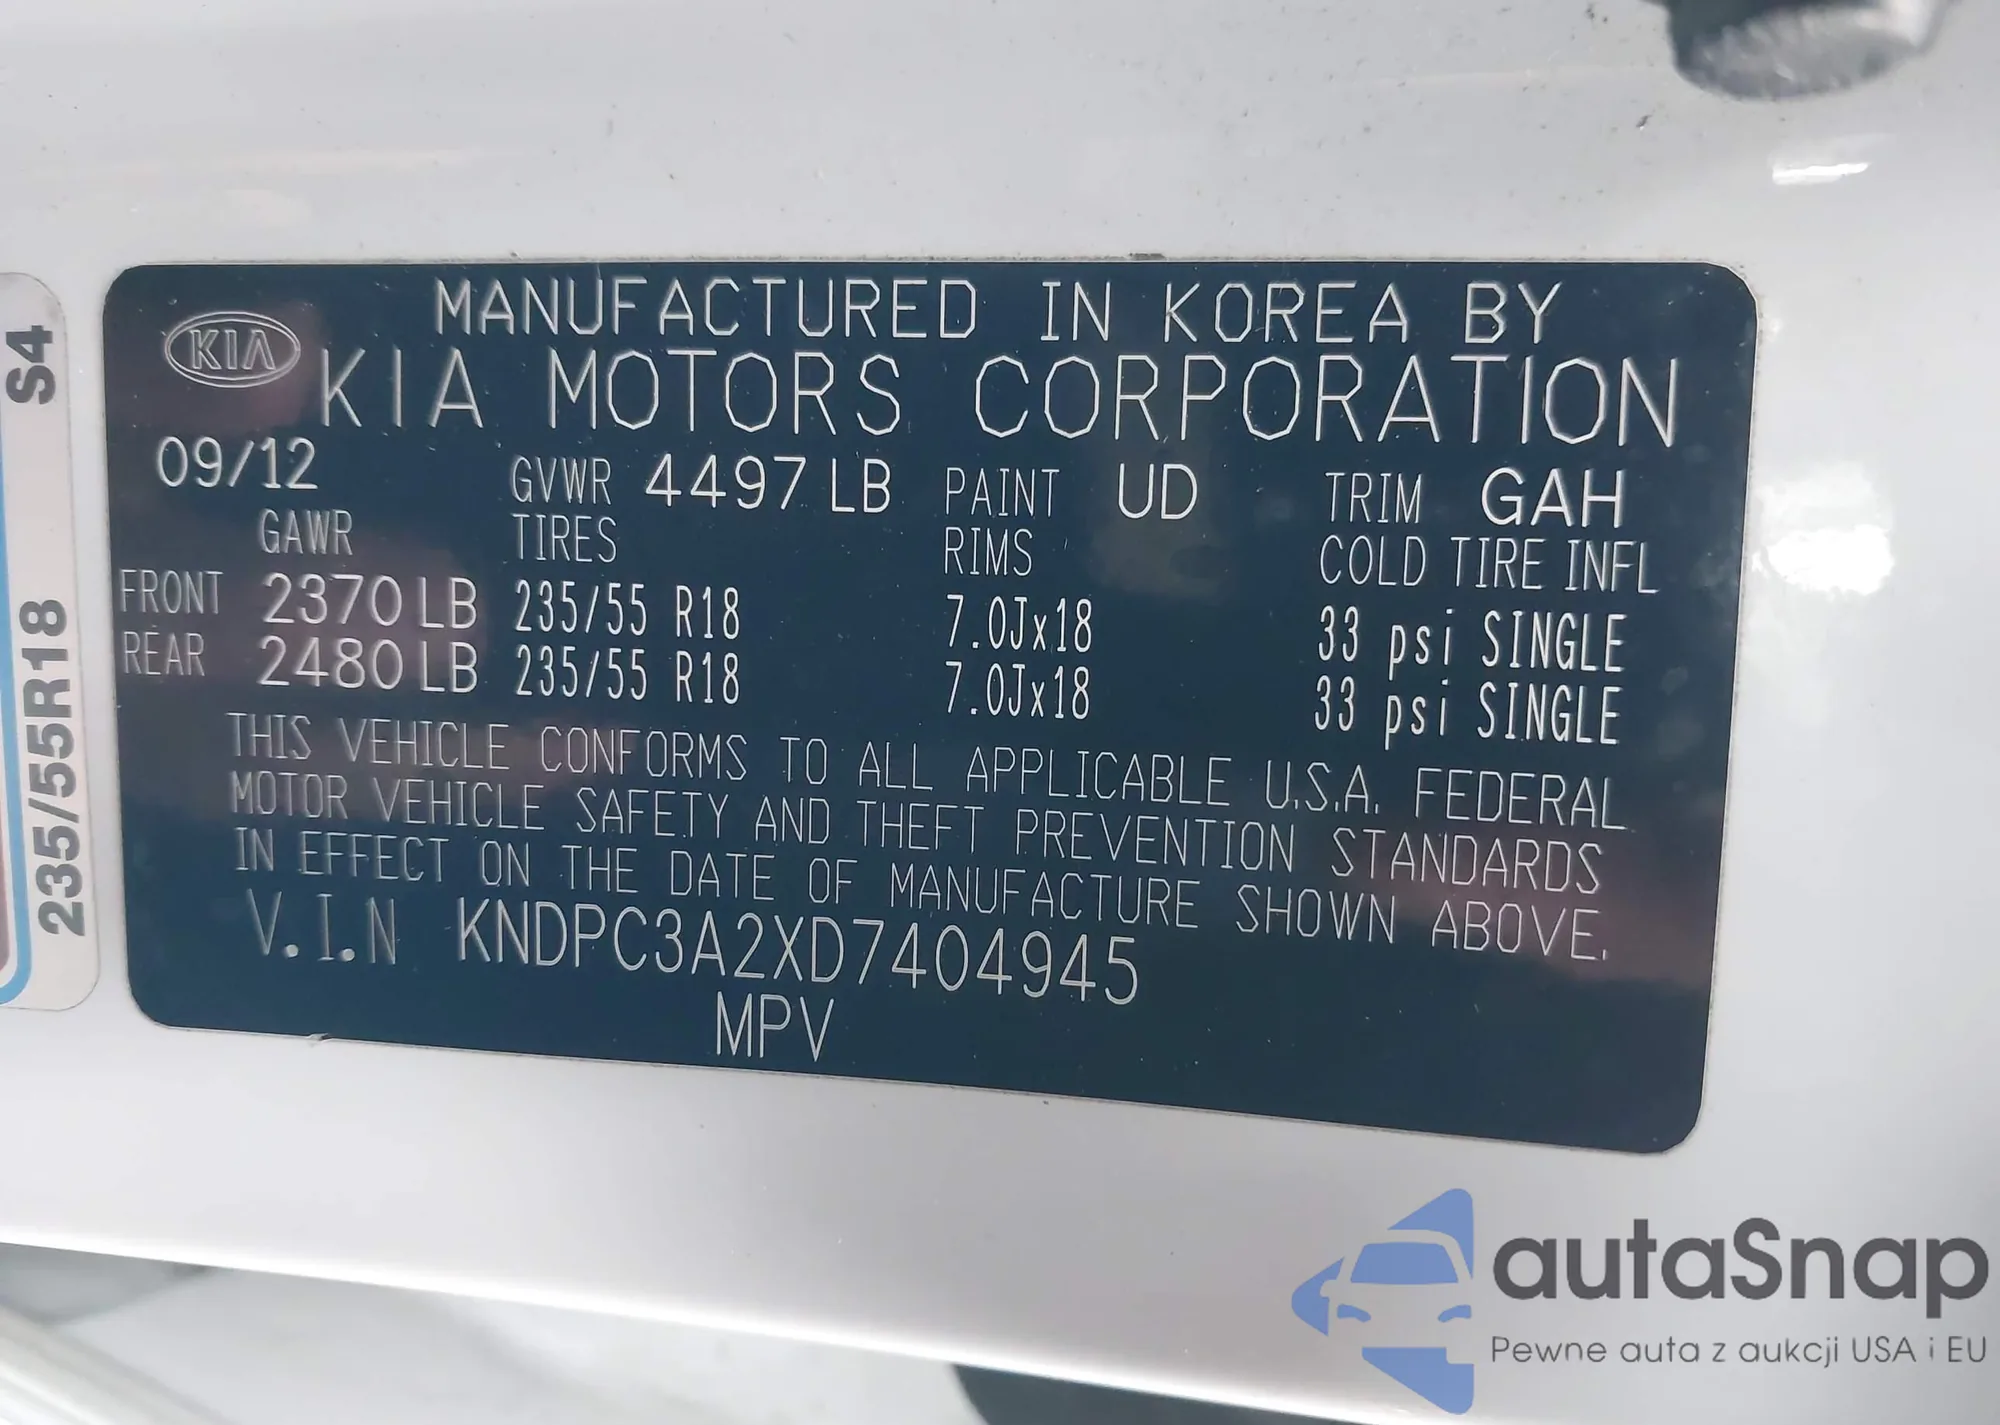 MANUFACTURED IN KOREA BY
KIA KIA MOTORS CORPORATION
09/12 GVWR 4497 LB PAINT UD TRIM GAH
GAWR TIRES RIMS COLD TIRE INFL
FRONT 2370 LB 235/55 R18 7.0Jx18 33 psi SINGLE
REAR 2480 LB 235/55 R18 7.0Jx18 33 psi SINGLE
THIS VEHICLE CONFORMS TO ALL APPLICABLE U.S.A. FEDERAL
MOTOR VEHICLE SAFETY AND THEFT PREVENTION STANDARDS
IN EFFECT ON THE DATE OF MANUFACTURE SHOWN ABOVE.
V.I.N KNDPC3A2XD7404945
MPV
235/55R18 S4
autaSnap
Pewne auta z aukcji USA i EU